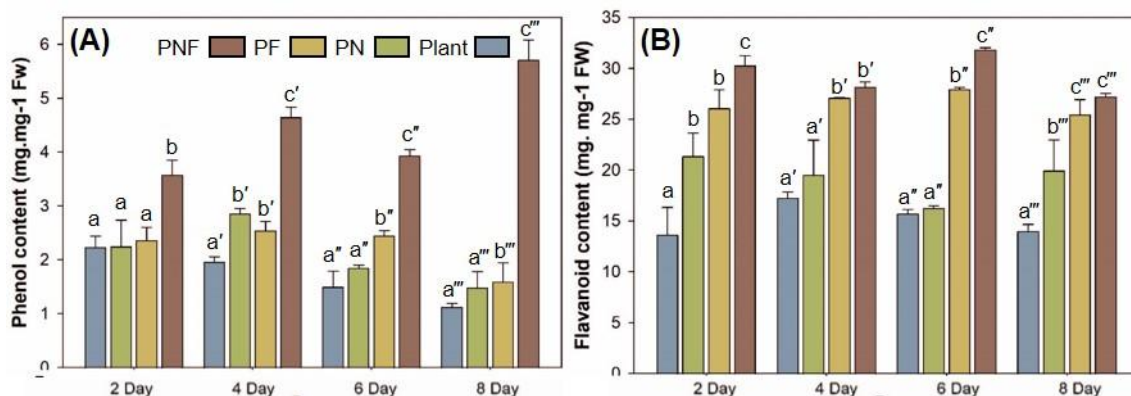 (A)
PNF PF PN Plant
Phenol content (mg.mg-1 Fw)
6
5
4
3
2
1
0
a a a b
a′ b′ b′ c′
a″ a″ b″ c″
a‴ a‴ b‴ c‴
2 Day 4 Day 6 Day 8 Day
(B)
Flavanoid content (mg. mg-1 FW)
35
30
25
20
15
10
5
0
a b b c
a′ a′ b′ b′
a″ a″ b″ c″
a‴ b‴ c‴ c‴
2 Day 4 Day 6 Day 8 Day